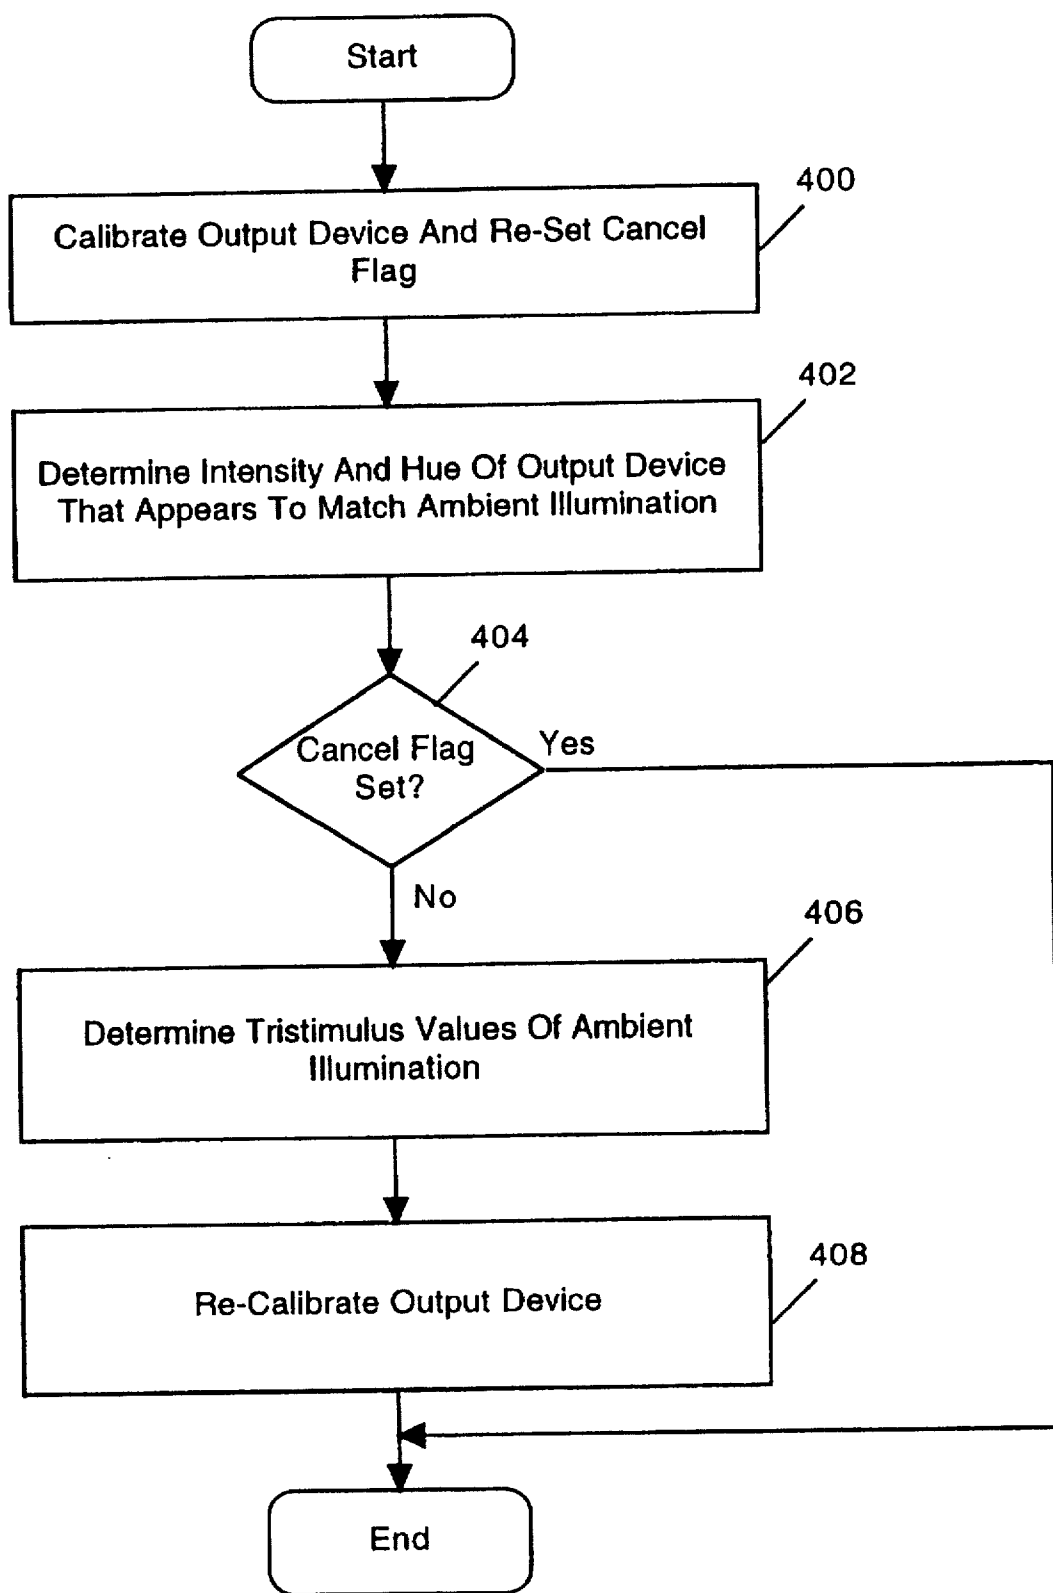 Start
400
Calibrate Output Device And Re-Set Cancel
Flag
402
Determine Intensity And Hue Of Output Device
That Appears To Match Ambient Illumination
404
Cancel Flag
Set?
Yes
No
406
Determine Tristimulus Values Of Ambient
Illumination
408
Re-Calibrate Output Device
End